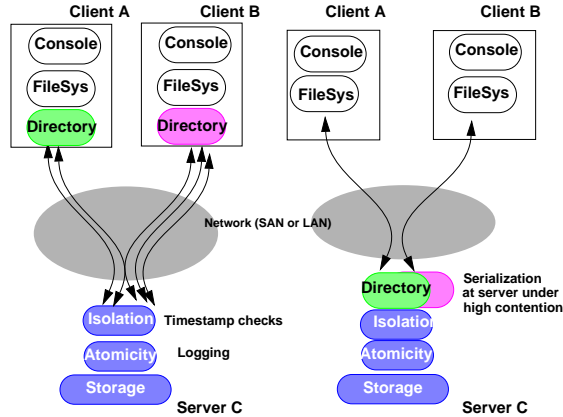 Client A
Client B
Client A
Client B
Console
Console
Console
Console
FileSys
FileSys
FileSys
FileSys
Directory
Directory
Network (SAN or LAN)
Directory
Serialization
at server under
high contention
Isolation
Timestamp checks
Isolation
Atomicity
Logging
Atomicity
Storage
Storage
Server C
Server C